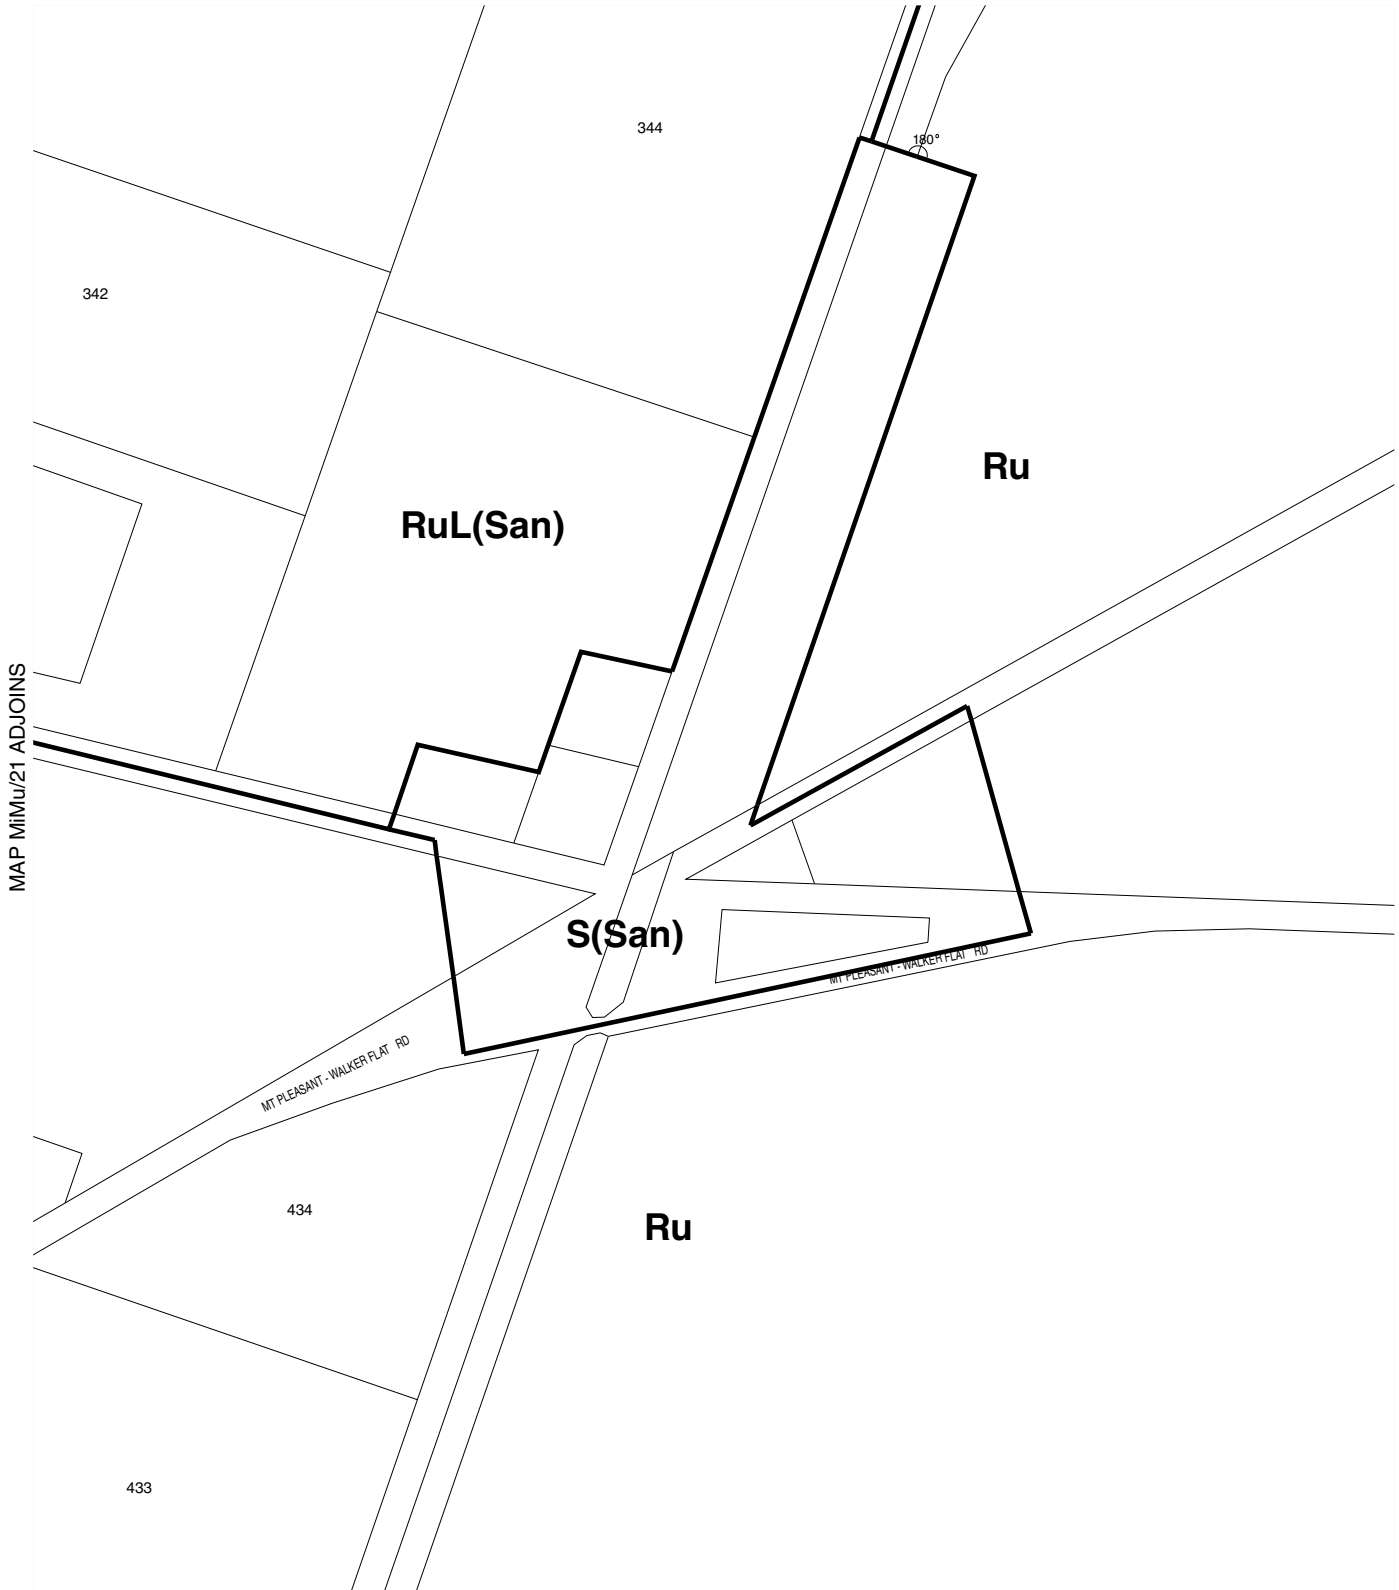 344
180°
342
Ru
RuL(San)
MAP MiMu/21 ADJOINS
S(San)
MT PLEASANT - WALKER FLAT RD
MT PLEASANT - WALKER FLAT RD
434
Ru
433